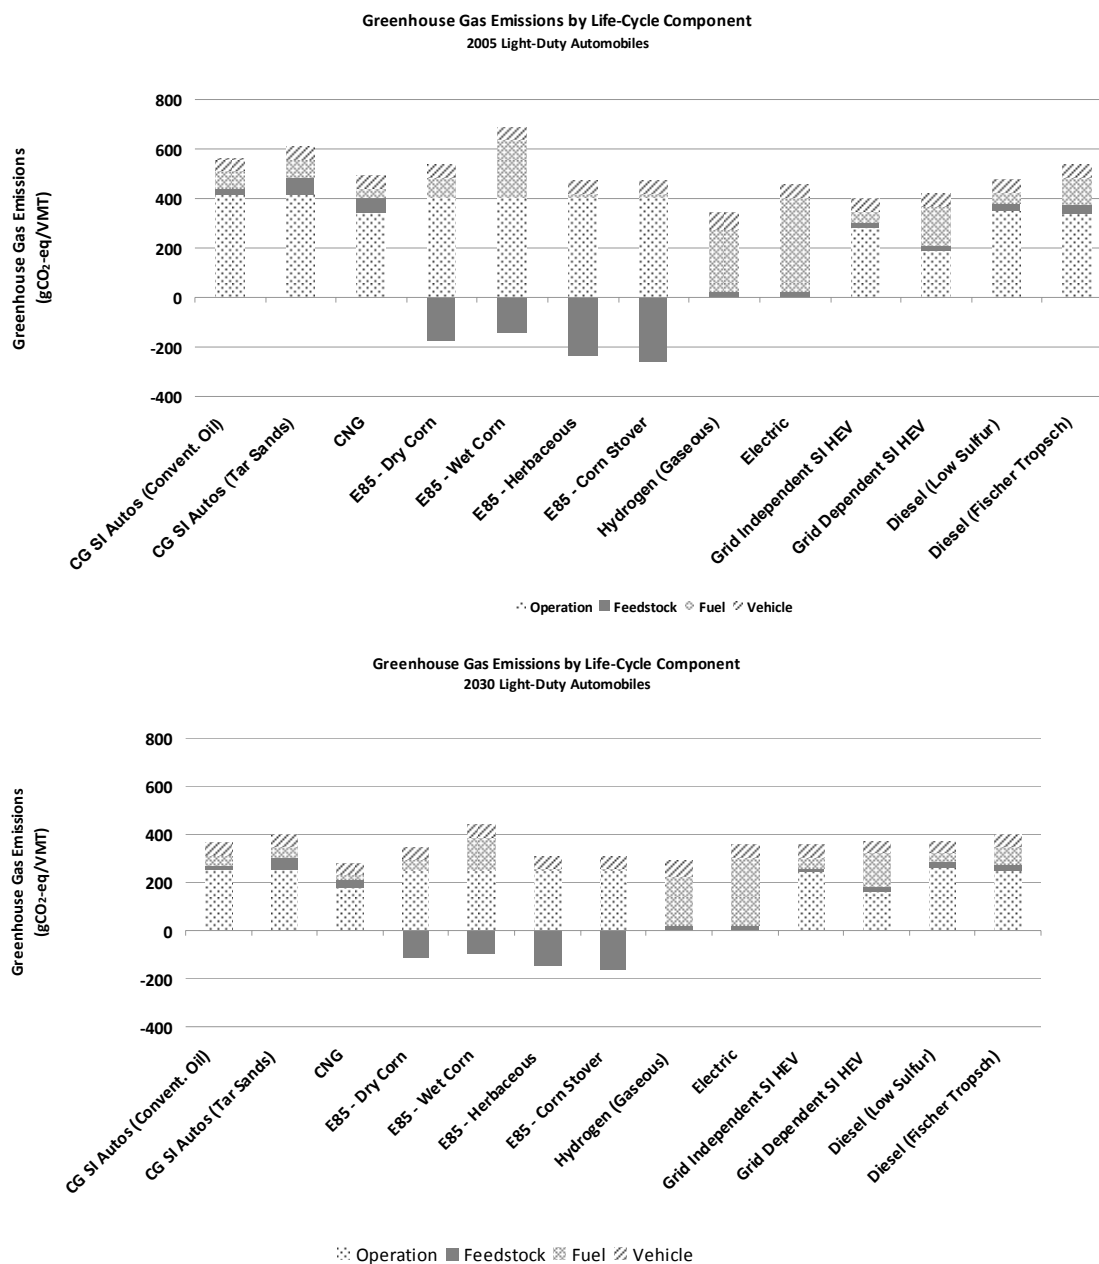 Greenhouse Gas Emissions by Life-Cycle Component
2005 Light-Duty Automobiles
Greenhouse Gas Emissions
(gCO₂-eq/VMT)
800
600
400
200
0
-200
-400
CG SI Autos (Convent. Oil)
CG SI Autos (Tar Sands)
CNG
E85 - Dry Corn
E85 - Wet Corn
E85 - Herbaceous
E85 - Corn Stover
Hydrogen (Gaseous)
Electric
Grid Independent SI HEV
Grid Dependent SI HEV
Diesel (Low Sulfur)
Diesel (Fischer Tropsch)
Operation Feedstock Fuel Vehicle
Greenhouse Gas Emissions by Life-Cycle Component
2030 Light-Duty Automobiles
Greenhouse Gas Emissions
(gCO₂-eq/VMT)
800
600
400
200
0
-200
-400
CG SI Autos (Convent. Oil)
CG SI Autos (Tar Sands)
CNG
E85 - Dry Corn
E85 - Wet Corn
E85 - Herbaceous
E85 - Corn Stover
Hydrogen (Gaseous)
Electric
Grid Independent SI HEV
Grid Dependent SI HEV
Diesel (Low Sulfur)
Diesel (Fischer Tropsch)
Operation Feedstock Fuel Vehicle